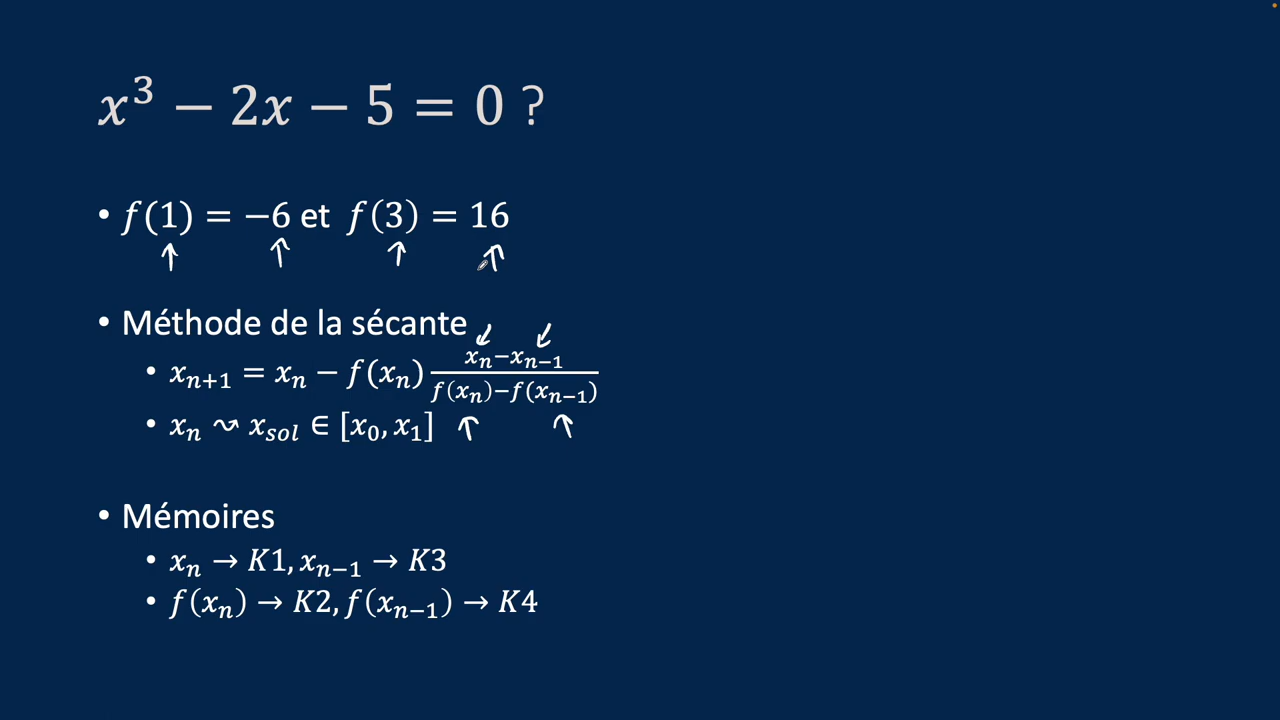 x³ − 2x − 5 = 0 ?
• f(1) = −6 et f(3) = 16
• Méthode de la sécante
• xₙ₊₁ = xₙ − f(xₙ) (xₙ−xₙ₋₁)/(f(xₙ)−f(xₙ₋₁))
• xₙ ⇝ x_sol ∈ [x₀, x₁]
• Mémoires
• xₙ → K1, xₙ₋₁ → K3
• f(xₙ) → K2, f(xₙ₋₁) → K4